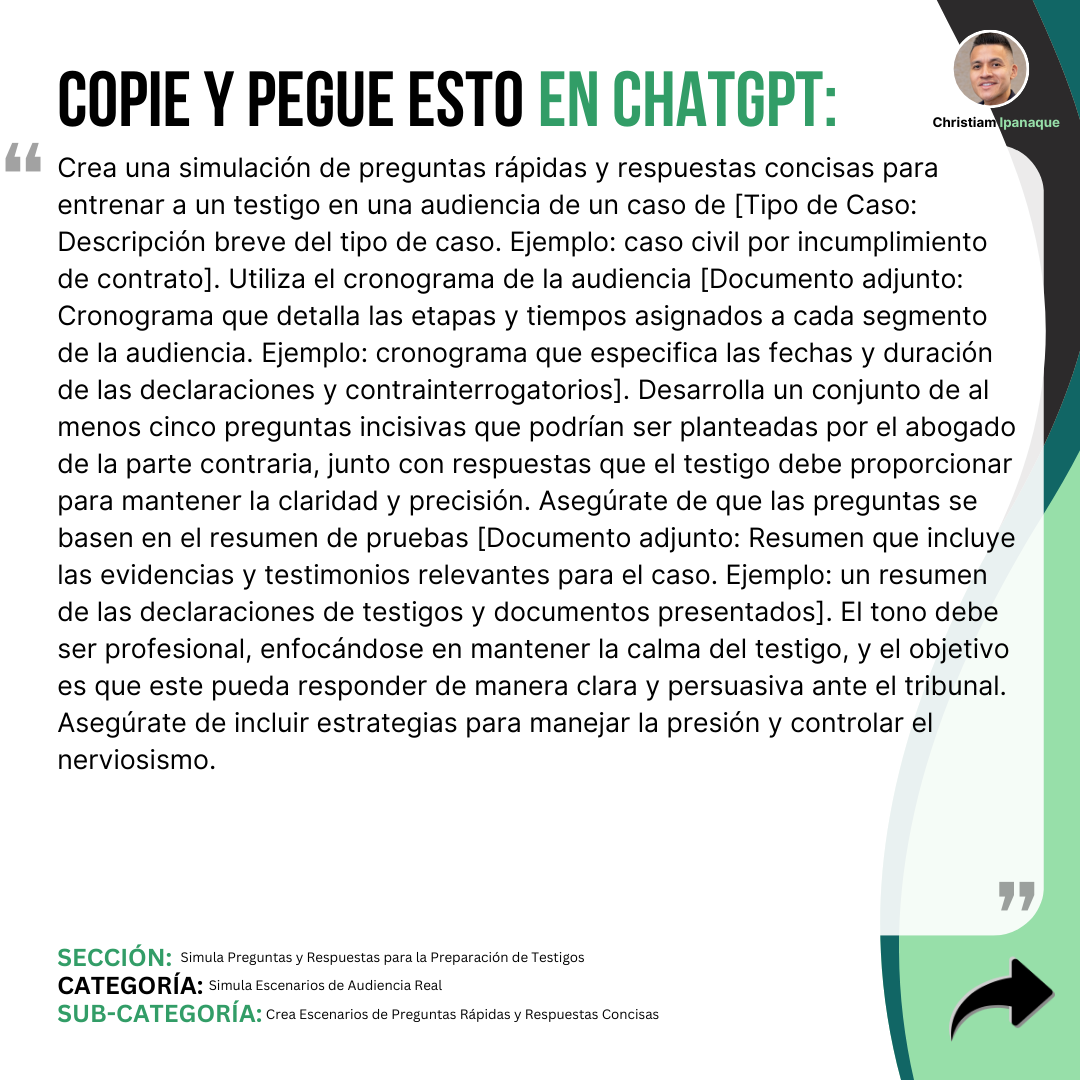 COPIE Y PEGUE ESTO EN CHATGPT:
Christiam Ipanaque
“
Crea una simulación de preguntas rápidas y respuestas concisas para
entrenar a un testigo en una audiencia de un caso de [Tipo de Caso:
Descripción breve del tipo de caso. Ejemplo: caso civil por incumplimiento
de contrato]. Utiliza el cronograma de la audiencia [Documento adjunto:
Cronograma que detalla las etapas y tiempos asignados a cada segmento
de la audiencia. Ejemplo: cronograma que especifica las fechas y duración
de las declaraciones y contrainterrogatorios]. Desarrolla un conjunto de al
menos cinco preguntas incisivas que podrían ser planteadas por el abogado
de la parte contraria, junto con respuestas que el testigo debe proporcionar
para mantener la claridad y precisión. Asegúrate de que las preguntas se
basen en el resumen de pruebas [Documento adjunto: Resumen que incluye
las evidencias y testimonios relevantes para el caso. Ejemplo: un resumen
de las declaraciones de testigos y documentos presentados]. El tono debe
ser profesional, enfocándose en mantener la calma del testigo, y el objetivo
es que este pueda responder de manera clara y persuasiva ante el tribunal.
Asegúrate de incluir estrategias para manejar la presión y controlar el
nerviosismo.
”
SECCIÓN: Simula Preguntas y Respuestas para la Preparación de Testigos
CATEGORÍA: Simula Escenarios de Audiencia Real
SUB-CATEGORÍA: Crea Escenarios de Preguntas Rápidas y Respuestas Concisas